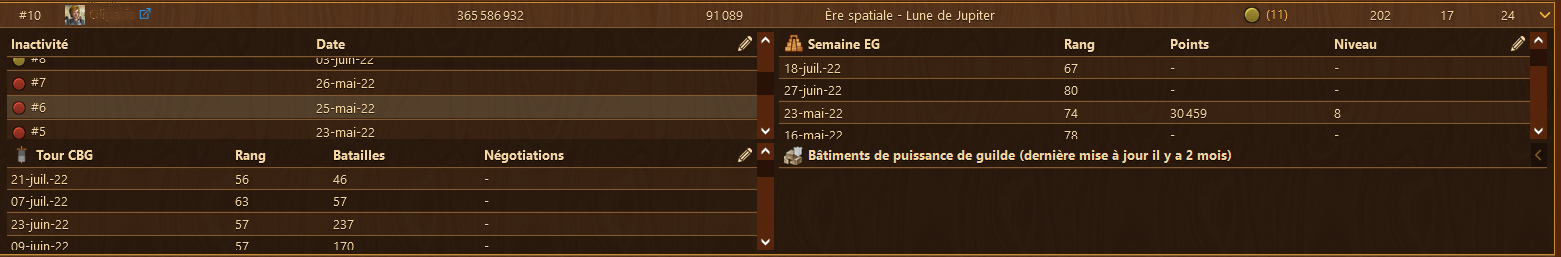 #10 365 586 932 91 089 Ère spatiale - Lune de Jupiter (11) 202 17 24
Inactivité Date
#8 03-juin-22
#7 26-mai-22
#6 25-mai-22
#5 23-mai-22
Semaine EG Rang Points Niveau
18-juil.-22 67 - -
27-juin-22 80 - -
23-mai-22 74 30 459 8
16-mai-22 78 - -
Tour CBG Rang Batailles Négotiations
21-juil.-22 56 46 -
07-juil.-22 63 57 -
23-juin-22 57 237 -
09-juin-22 57 170 -
Bâtiments de puissance de guilde (dernière mise à jour il y a 2 mois)